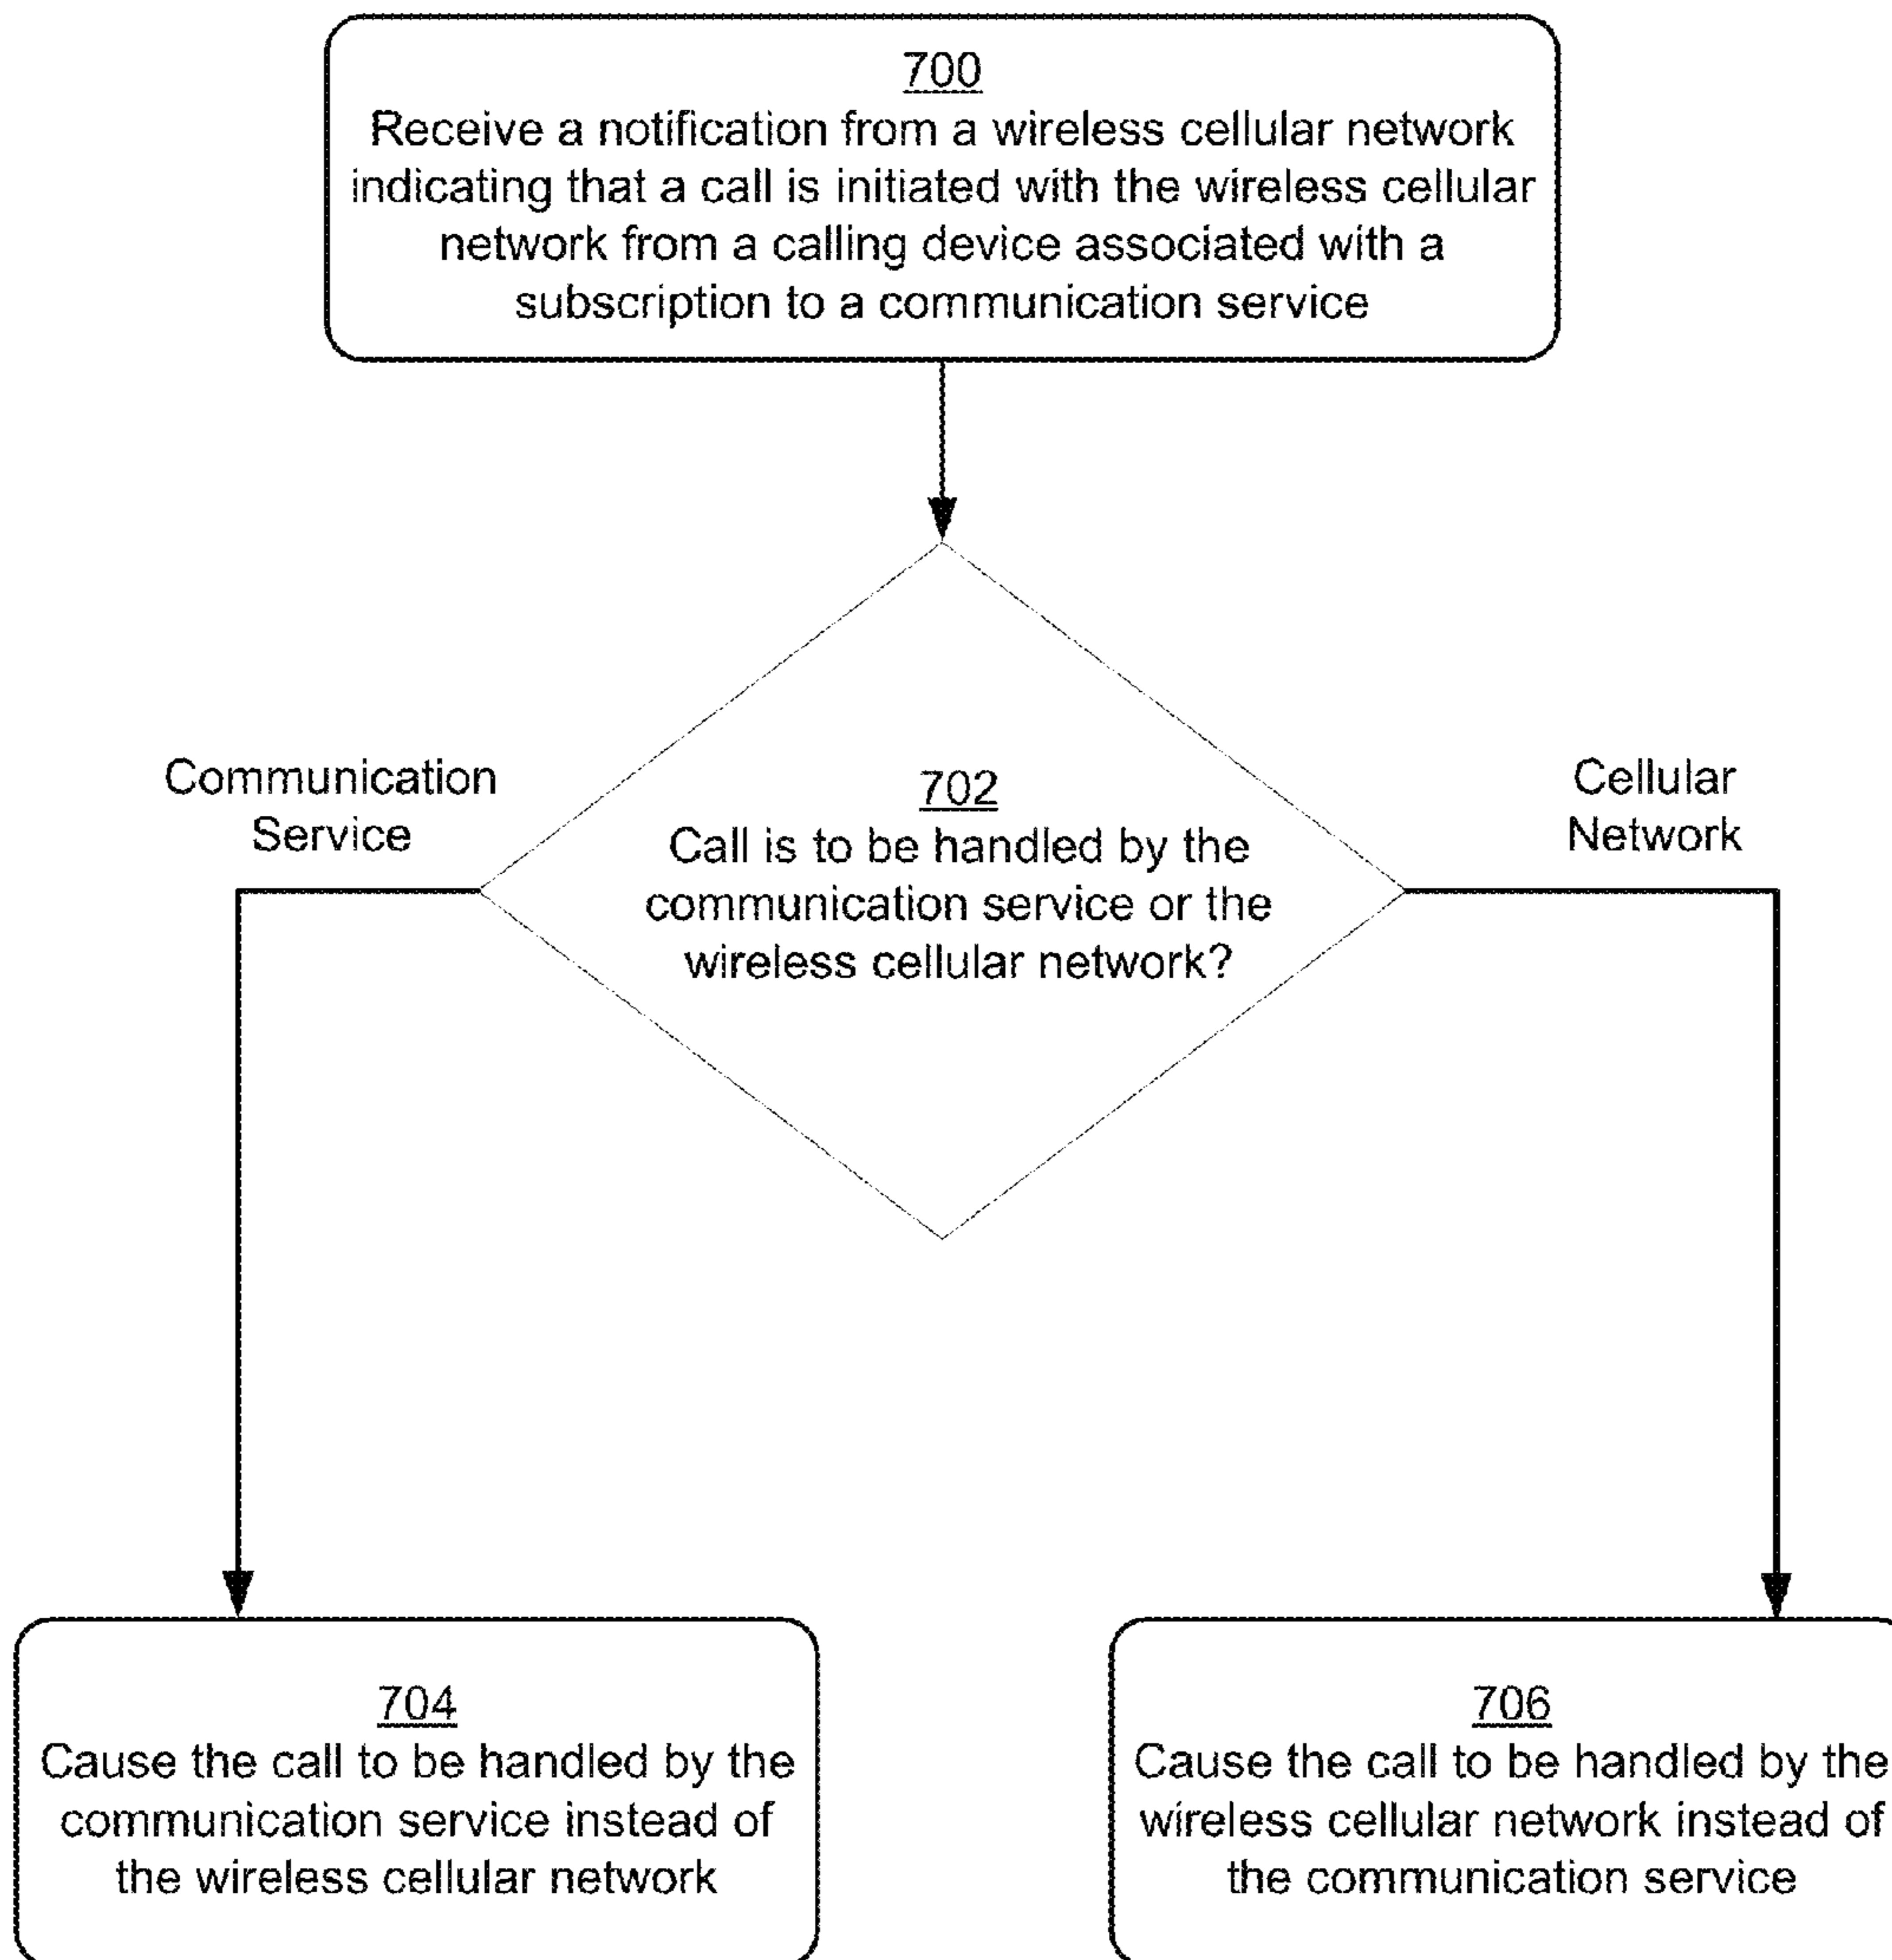 700
Receive a notification from a wireless cellular network
indicating that a call is initiated with the wireless cellular
network from a calling device associated with a
subscription to a communication service
Communication
Service
702
Call is to be handled by the
communication service or the
wireless cellular network?
Cellular
Network
704
Cause the call to be handled by the
communication service instead of
the wireless cellular network
706
Cause the call to be handled by the
wireless cellular network instead of
the communication service